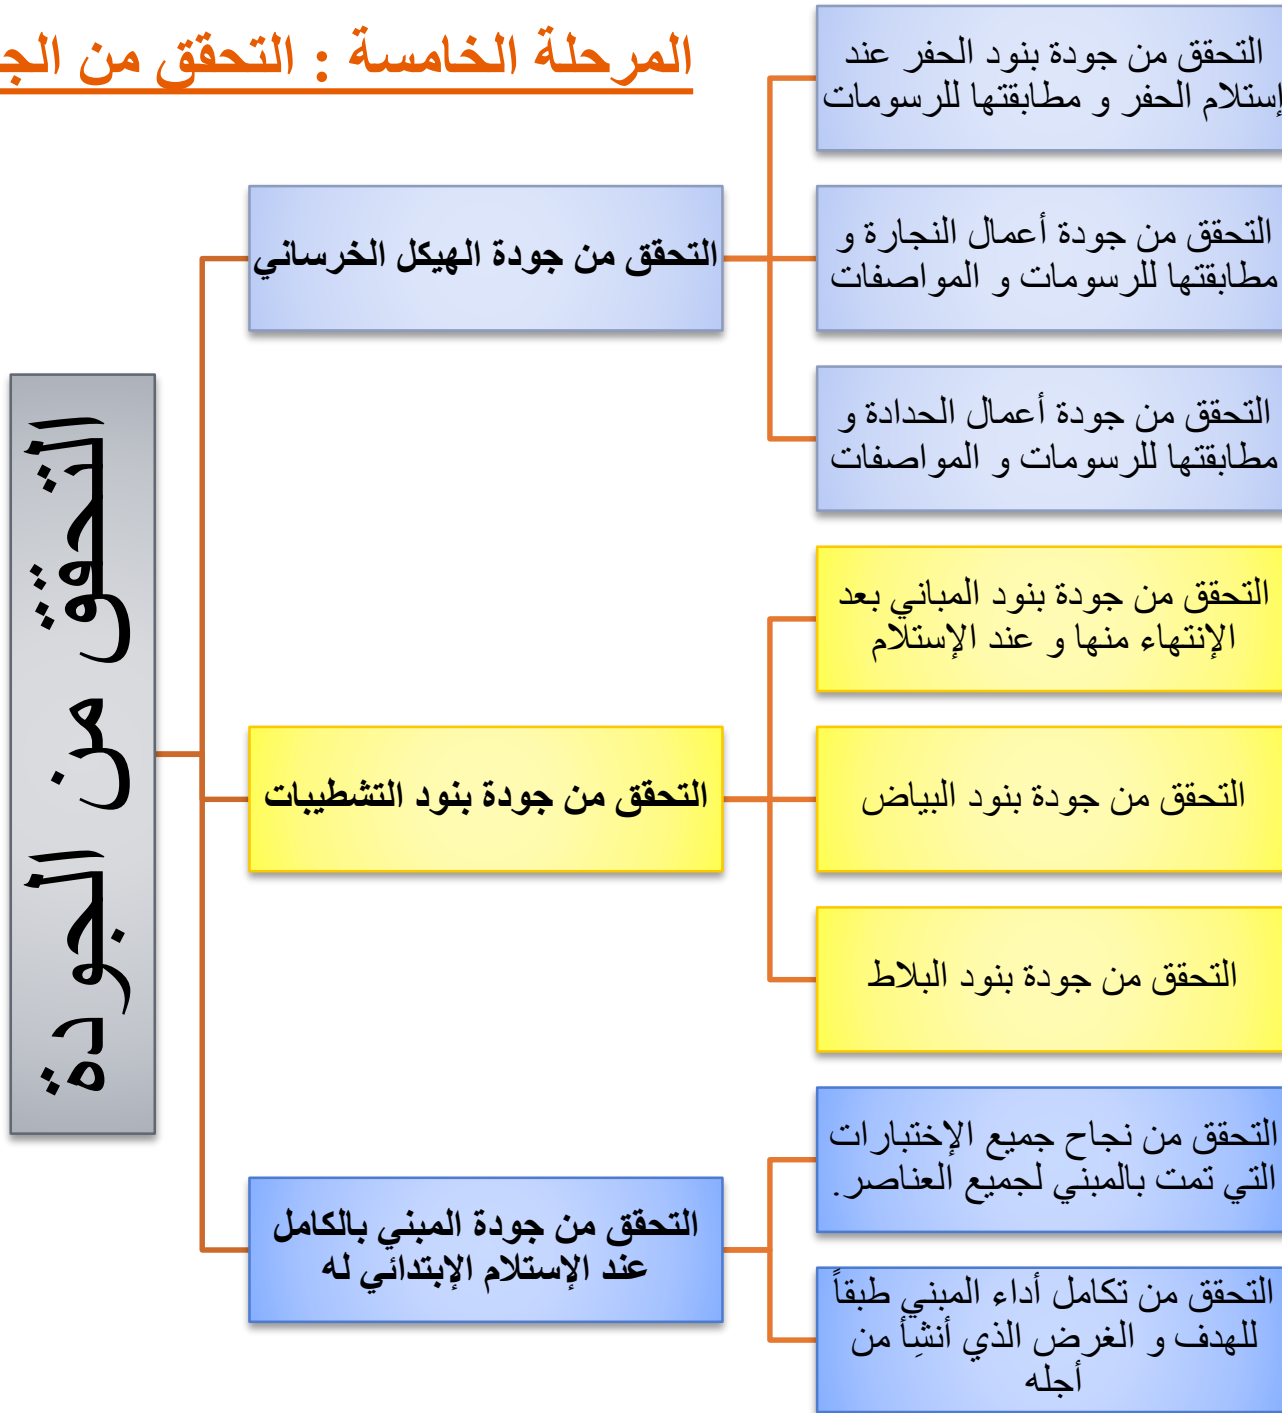 المرحلة الخامسة : التحقق من
التحقق من الجودة
التحقق من جودة الهيكل الخرساني
التحقق من جودة بنود الحفر عند
إستلام الحفر و مطابقتها للرسومات
التحقق من جودة أعمال النجارة و
مطابقتها للرسومات و المواصفات
التحقق من جودة أعمال الحدادة و
مطابقتها للرسومات و المواصفات
التحقق من جودة بنود التشطيبات
التحقق من جودة بنود المباني بعد
الإنتهاء منها و عند الإستلام
التحقق من جودة بنود البياض
التحقق من جودة بنود البلاط
التحقق من جودة المبني بالكامل
عند الإستلام الإبتدائي له
التحقق من نجاح جميع الإختبارات
التي تمت بالمبني لجميع العناصر.
التحقق من تكامل أداء المبني طبقاً
للهدف و الغرض الذي أنشِأ من
أجله